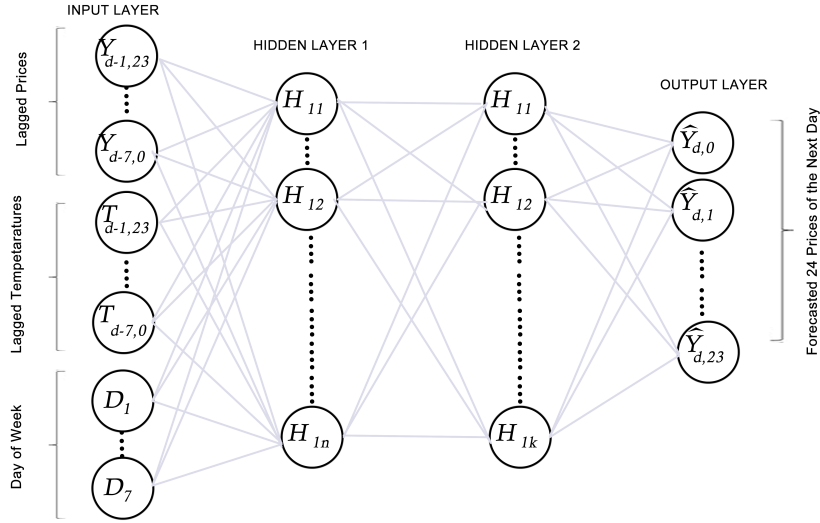 INPUT LAYER
HIDDEN LAYER 1
HIDDEN LAYER 2
OUTPUT LAYER
Lagged Prices
Y d-1,23
Y d-7,0
Lagged Tempetaratures
T d-1,23
T d-7,0
Day of Week
D 1
D 7
H 11
H 12
H 1n
H 11
H 12
H 1k
Ŷ d,0
Ŷ d,1
Ŷ d,23
Forecasted 24 Prices of the Next Day